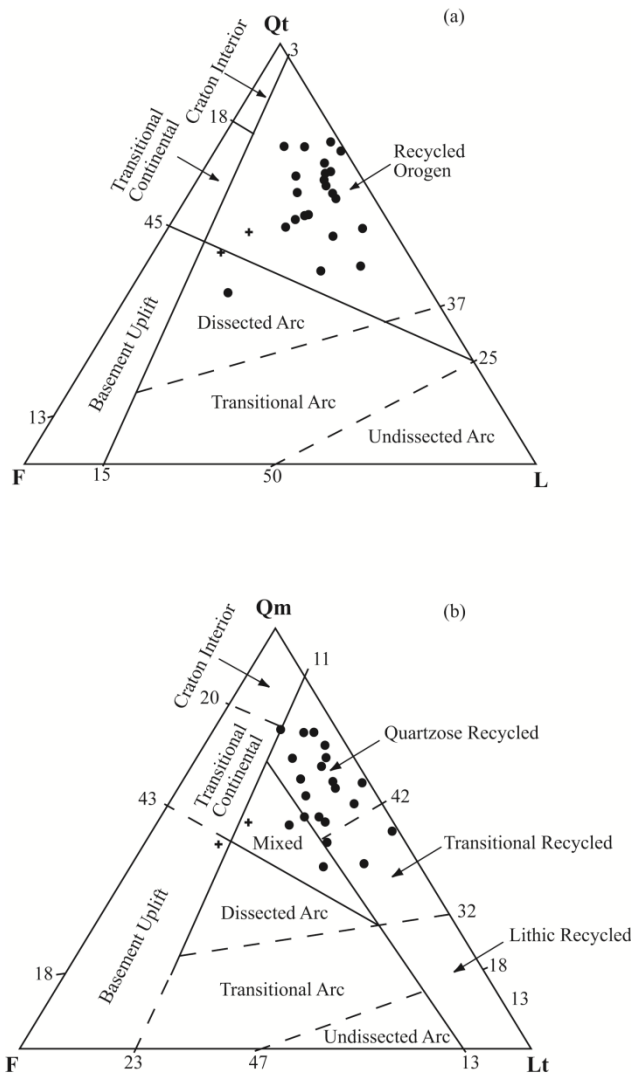 (a)
Qt
3
Craton Interior
18
Transitional
Continental
Recycled
Orogen
45
37
Dissected Arc
25
Basement Uplift
Transitional Arc
13
Undissected Arc
F
15
50
L
(b)
Qm
11
Craton Interior
20
Quartzose Recycled
Transitional
Continental
43
42
Mixed
Transitional Recycled
Dissected Arc
32
Lithic Recycled
Basement Uplift
18
18
Transitional Arc
13
Undissected Arc
F
23
47
13
Lt